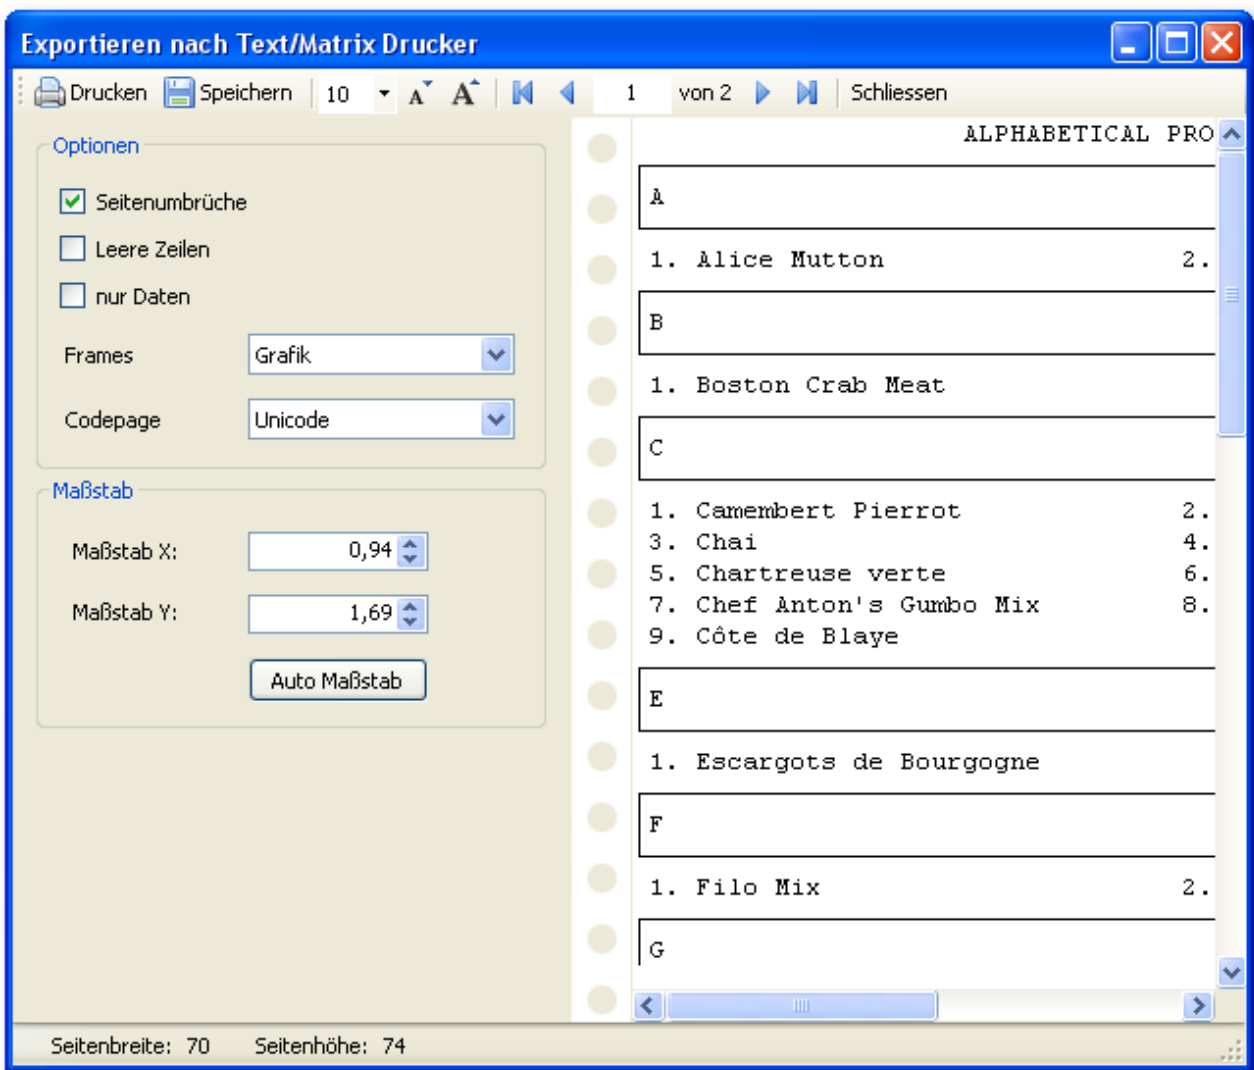 Exportieren nach Text/Matrix Drucker
Drucken Speichern 10 A A 1 von 2 Schliessen
Optionen
Seitenumbrüche
Leere Zeilen
nur Daten
Frames Grafik
Codepage Unicode
Maßstab
Maßstab X: 0,94
Maßstab Y: 1,69
Auto Maßstab
ALPHABETICAL PRO
A
1. Alice Mutton 2.
B
1. Boston Crab Meat
C
1. Camembert Pierrot 2.
3. Chai 4.
5. Chartreuse verte 6.
7. Chef Anton's Gumbo Mix 8.
9. Côte de Blaye
E
1. Escargots de Bourgogne
F
1. Filo Mix 2.
G
Seitenbreite: 70 Seitenhöhe: 74